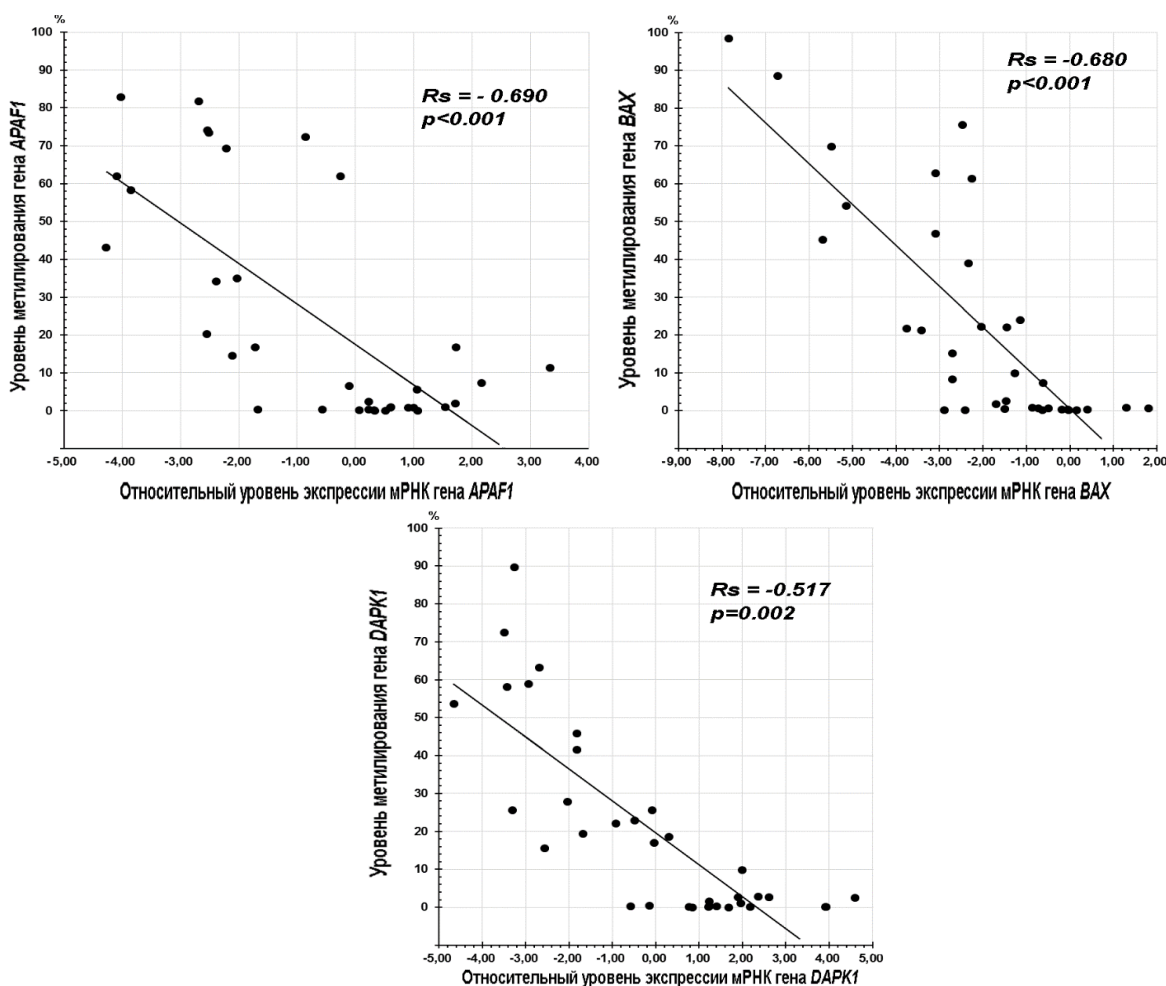 %
100
90
80
70
60
50
40
30
20
10
0
Уровень метилирования гена APAF1
Rs = - 0.690
p<0.001
-5,00 -4,00 -3,00 -2,00 -1,00 0,00 1,00 2,00 3,00 4,00
Относительный уровень экспрессии мРНК гена APAF1
%
100
90
80
70
60
50
40
30
20
10
0
Уровень метилирования гена BAX
Rs = -0.680
p<0.001
-9,00 -8,00 -7,00 -6,00 -5,00 -4,00 -3,00 -2,00 -1,00 0,00 1,00 2,00
Относительный уровень экспрессии мРНК гена BAX
%
100
90
80
70
60
50
40
30
20
10
0
Уровень метилирования гена DAPK1
Rs = -0.517
p=0.002
-5,00 -4,00 -3,00 -2,00 -1,00 0,00 1,00 2,00 3,00 4,00 5,00
Относительный уровень экспрессии мРНК гена DAPK1